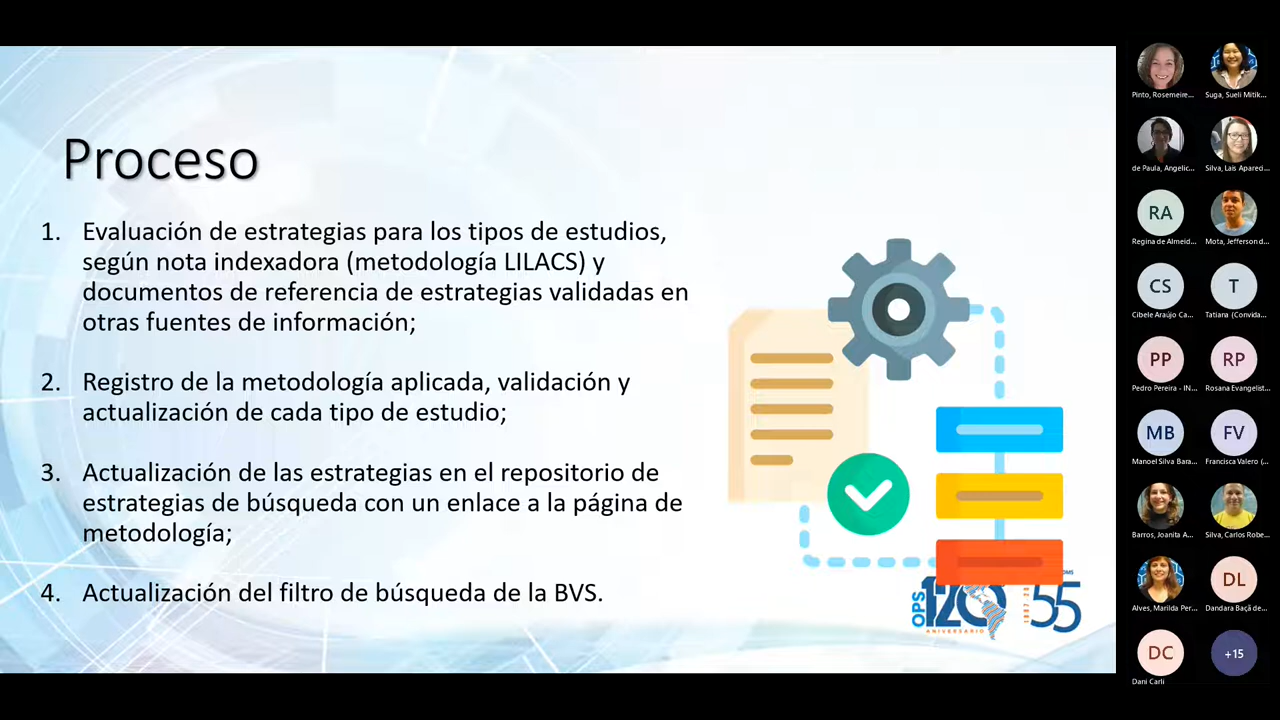 Proceso
1. Evaluación de estrategias para los tipos de estudios,
según nota indexadora (metodología LILACS) y
documentos de referencia de estrategias validadas en
otras fuentes de información;
2. Registro de la metodología aplicada, validación y
actualización de cada tipo de estudio;
3. Actualización de las estrategias en el repositorio de
estrategias de búsqueda con un enlace a la página de
metodología;
4. Actualización del filtro de búsqueda de la BVS.
OPS
120
ANIVERSARIO
55
Pinto, Rosemeire...
Suga, Sueli Mitik...
de Paula, Angelic...
Silva, Lais Apareci...
RA
Regina de Almeid...
Mota, Jefferson d...
CS
Cibele Araújo Ca...
T
Tatiana (Convida...
PP
Pedro Pereira - IN...
RP
Rosana Evangelist...
MB
Manoel Silva Bara...
FV
Francisca Valero (...
Barros, Joanita A...
Silva, Carlos Robe...
Alves, Marilda Per...
DL
Dandara Baçã de...
DC
Dani Carli
+15